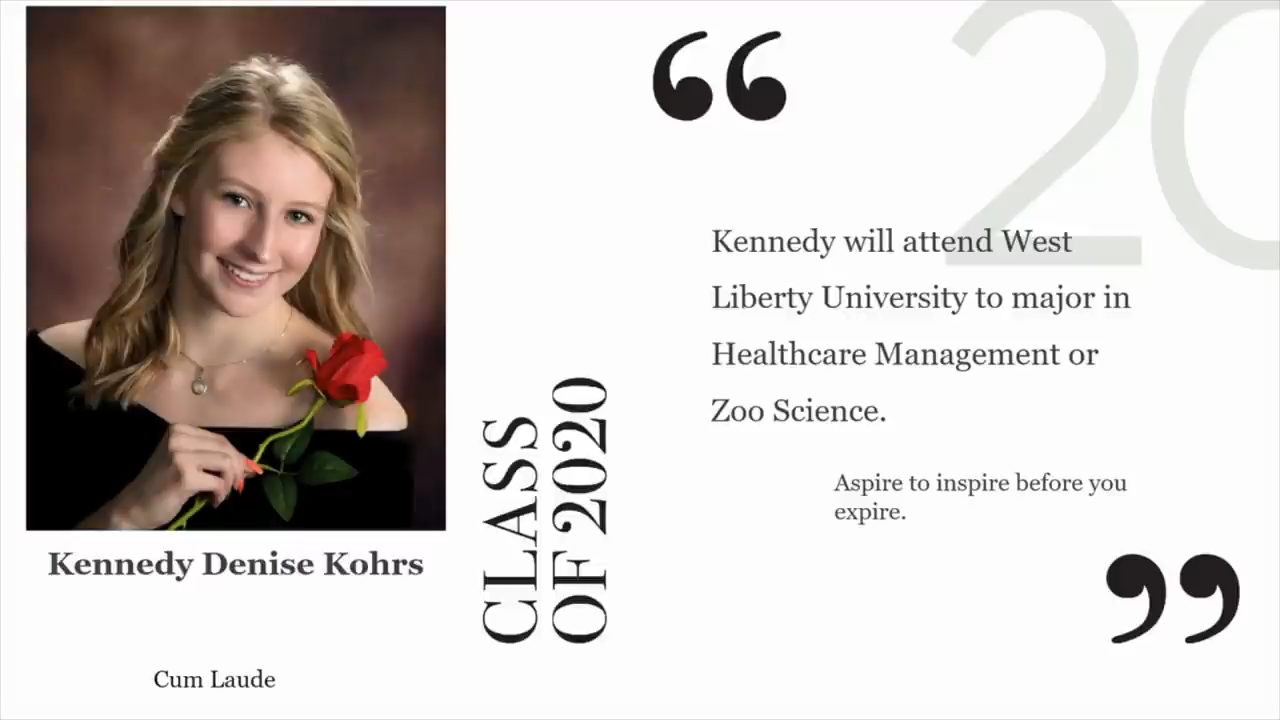 20
Kennedy will attend West
Liberty University to major in
Healthcare Management or
Zoo Science.
Aspire to inspire before you
expire.
CLASS
OF 2020
Kennedy Denise Kohrs
Cum Laude